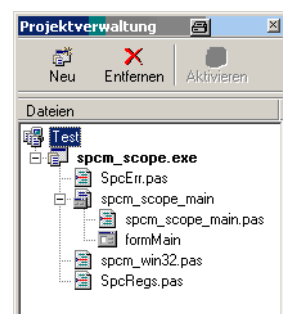 Projektverwaltung
Neu Entfernen Aktivieren
Dateien
Test
spcm_scope.exe
SpcErr.pas
spcm_scope_main
spcm_scope_main.pas
formMain
spcm_win32.pas
SpcRegs.pas